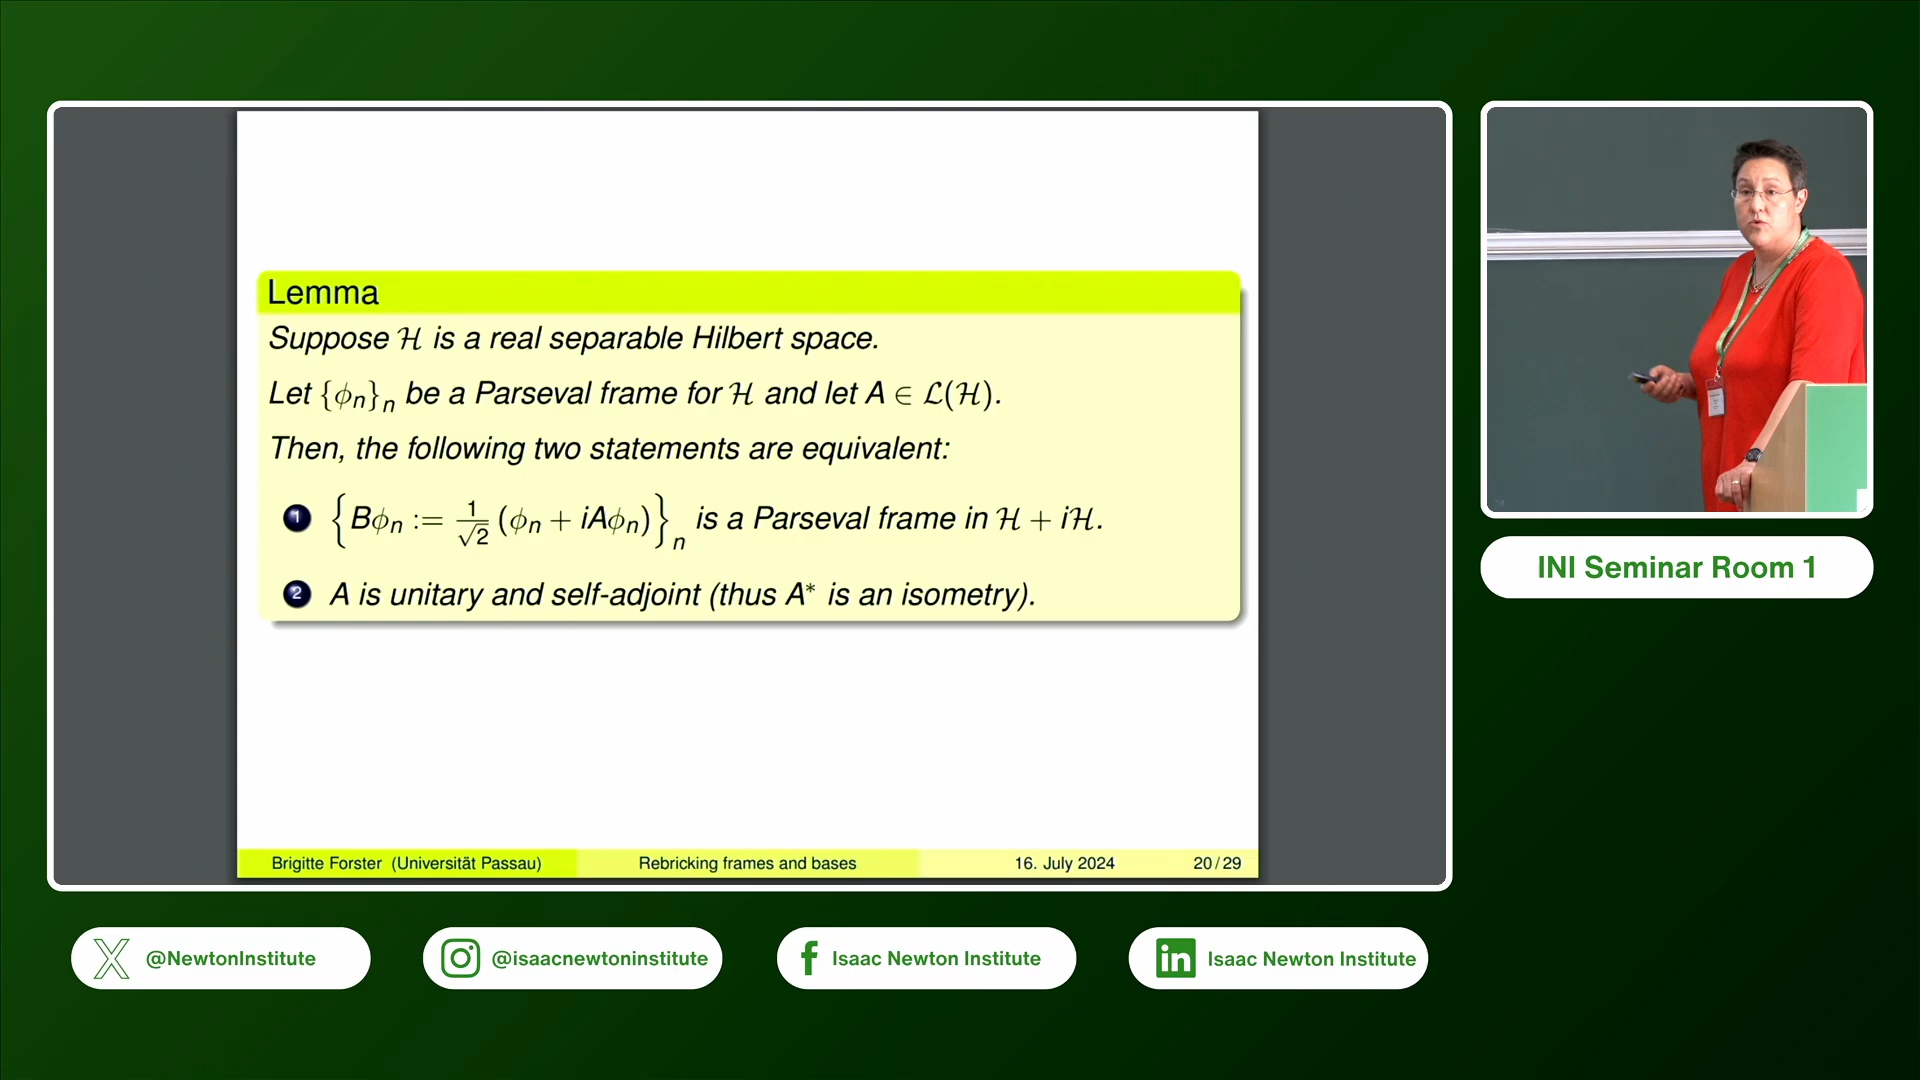 Lemma
Suppose ℋ is a real separable Hilbert space.
Let {ϕₙ}ₙ be a Parseval frame for ℋ and let A ∈ ℒ(ℋ).
Then, the following two statements are equivalent:
1 {Bϕₙ := 1/√2 (ϕₙ + iAϕₙ)}ₙ is a Parseval frame in ℋ + iℋ.
2 A is unitary and self-adjoint (thus A* is an isometry).
Brigitte Forster (Universität Passau) Rebricking frames and bases 16. July 2024 20/29
INI Seminar Room 1
@NewtonInstitute @isaacnewtoninstitute Isaac Newton Institute Isaac Newton Institute